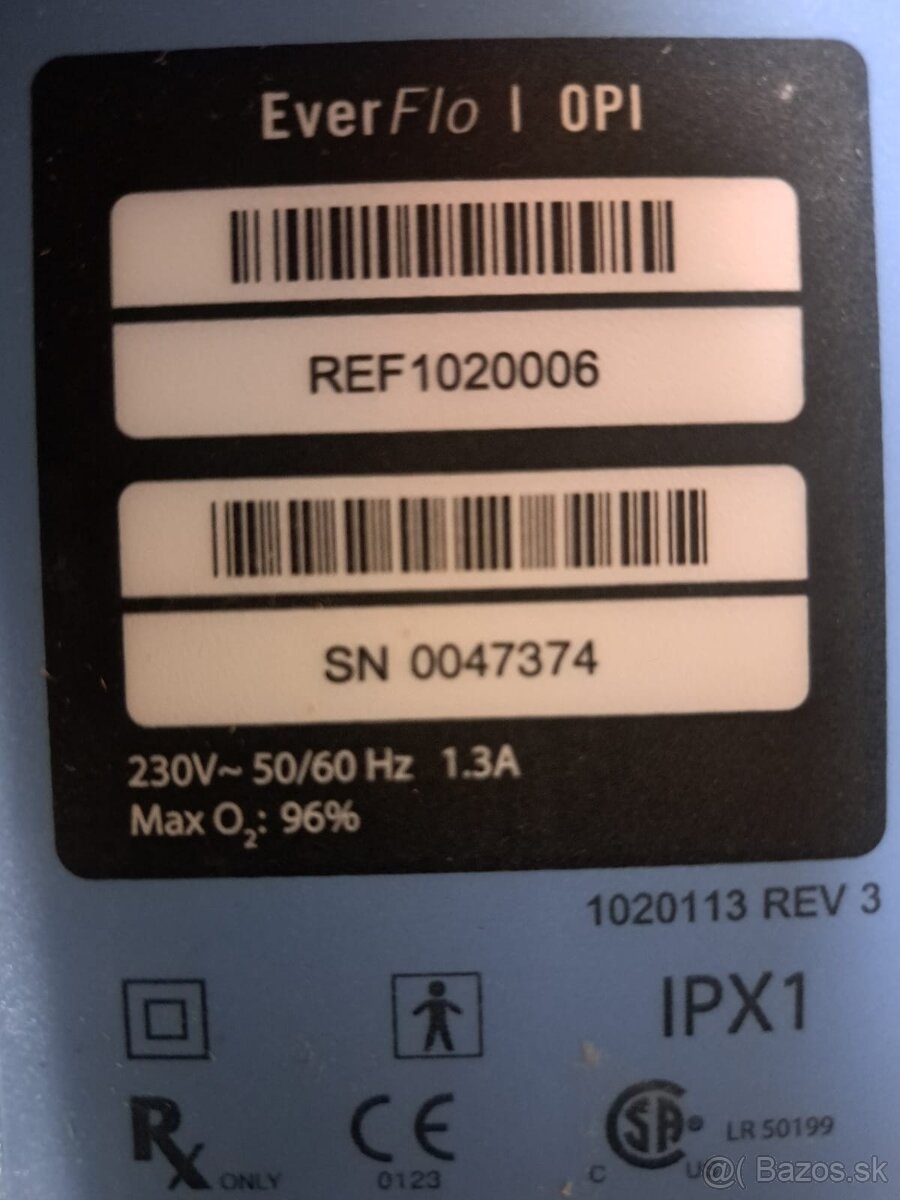 EverFlo | OPI
REF1020006
SN 0047374
230V~ 50/60 Hz 1.3A
Max O₂: 96%
1020113 REV 3
IPX1
Rx ONLY
CE
0123
SA
LR 50199
C
@( Bazos.sk